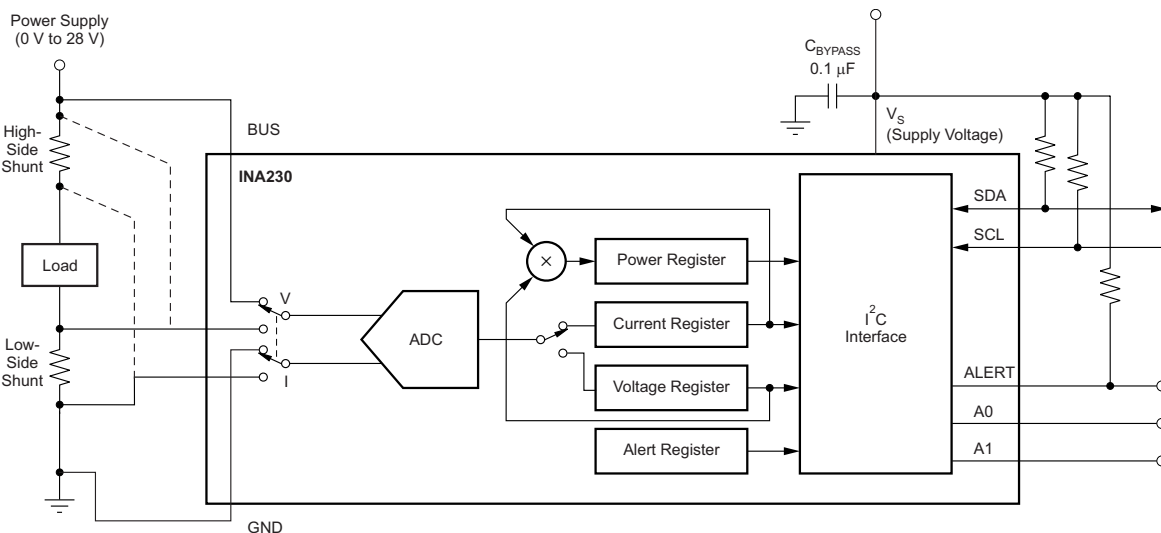 Power Supply
(0 V to 28 V)
High-
Side
Shunt
Load
Low-
Side
Shunt
BUS
GND
INA230
V
I
ADC
×
Power Register
Current Register
Voltage Register
Alert Register
I²C
Interface
C_BYPASS
0.1 μF
V_S
(Supply Voltage)
SDA
SCL
ALERT
A0
A1